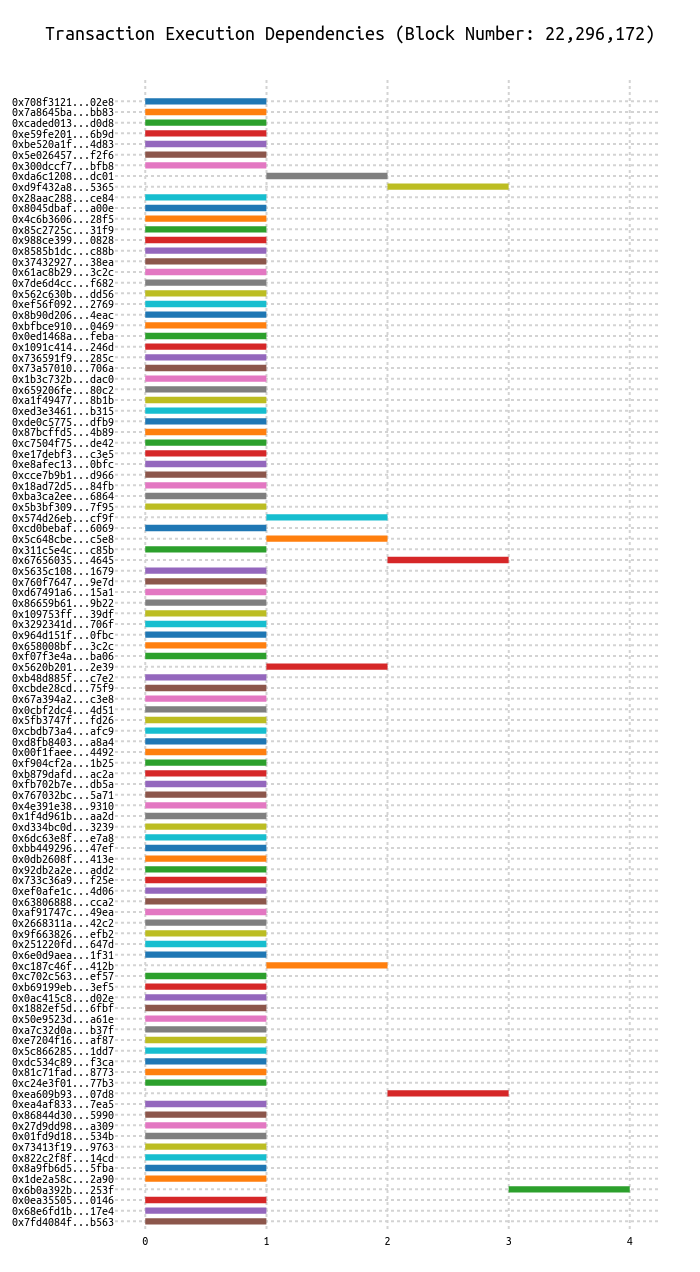 Transaction Execution Dependencies (Block Number: 22,296,172)
0x708f3121...02e8
0x7a8645ba...bb83
0xcaded013...d0d8
0xe59fe201...6b9d
0xbe520a1f...4d83
0x5e026457...f2f6
0x300dccf7...bfb8
0xda6c1208...dc01
0xd9f432a8...5365
0x28aac288...ce84
0x8045dbaf...a00e
0x4c6b3606...28f5
0x85c2725c...31f9
0x988ce399...0828
0x8585b1dc...c88b
0x37432927...38ea
0x61ac8b29...3c2c
0x7de6d4cc...f682
0x562c630b...dd56
0xef56f092...2769
0x8b90d206...4eac
0xbfbce910...0469
0x0ed1468a...feba
0x1091c414...246d
0x736591f9...285c
0x73a57010...706a
0x1b3c732b...dac0
0x659206fe...80c2
0xa1f49477...8b1b
0xed3e3461...b315
0xde0c5775...dfb9
0x87bcffd5...4b89
0xc7504f75...de42
0xe17debf3...c3e5
0xe8afec13...0bfc
0xcce7b9b1...d966
0x18ad72d5...84fb
0xba3ca2ee...6864
0x5b3bf309...7f95
0x574d26eb...cf9f
0xcd0bebaf...6069
0x5c648cbe...c5e8
0x311c5e4c...c85b
0x67656035...4645
0x5635c108...1679
0x760f7647...9e7d
0xd67491a6...15a1
0x86659b61...9b22
0x109753ff...39df
0x3292341d...706f
0x964d151f...0fbc
0x658008bf...3c2c
0xf07f3e4a...ba06
0x5620b201...2e39
0xb48d885f...c7e2
0xcbde28cd...75f9
0x67a394a2...c3e8
0x0cbf2dc4...4d51
0x5fb3747f...fd26
0xcbdb73a4...afc9
0xd8fb8403...a8a4
0x00f1faee...4492
0xf904cf2a...1b25
0xb879dafd...ac2a
0xfb702b7e...db5a
0x767032bc...5a71
0x4e391e38...9310
0x1f4d961b...aa2d
0xd334bc0d...3239
0x6dc63e8f...e7a8
0xbb449296...47ef
0x0db2608f...413e
0x92db2a2e...add2
0x733c36a9...f25e
0xef0afe1c...4d06
0x63806888...cca2
0xaf91747c...49ea
0x2668311a...42c2
0x9f663826...efb2
0x251220fd...647d
0x6e0d9aea...1f31
0xc187c46f...412b
0xc702c563...ef57
0xb69199eb...3ef5
0x0ac415c8...d02e
0x1882ef5d...6fbf
0x50e9523d...a61e
0xa7c32d0a...b37f
0xe7204f16...af87
0x5c866285...1dd7
0xdc534c89...f3ca
0x81c71fad...8773
0xc24e3f01...77b3
0xea609b93...07d8
0xea4af833...7ea5
0x86844d30...5990
0x27d9dd98...a309
0x01fd9d18...534b
0x73413f19...9763
0x822c2f8f...14cd
0x8a9fb6d5...5fba
0x1de2a58c...2a90
0x6b0a392b...253f
0x0ea35505...0146
0x68e6fd1b...17e4
0x7fd4084f...b563
0 1 2 3 4